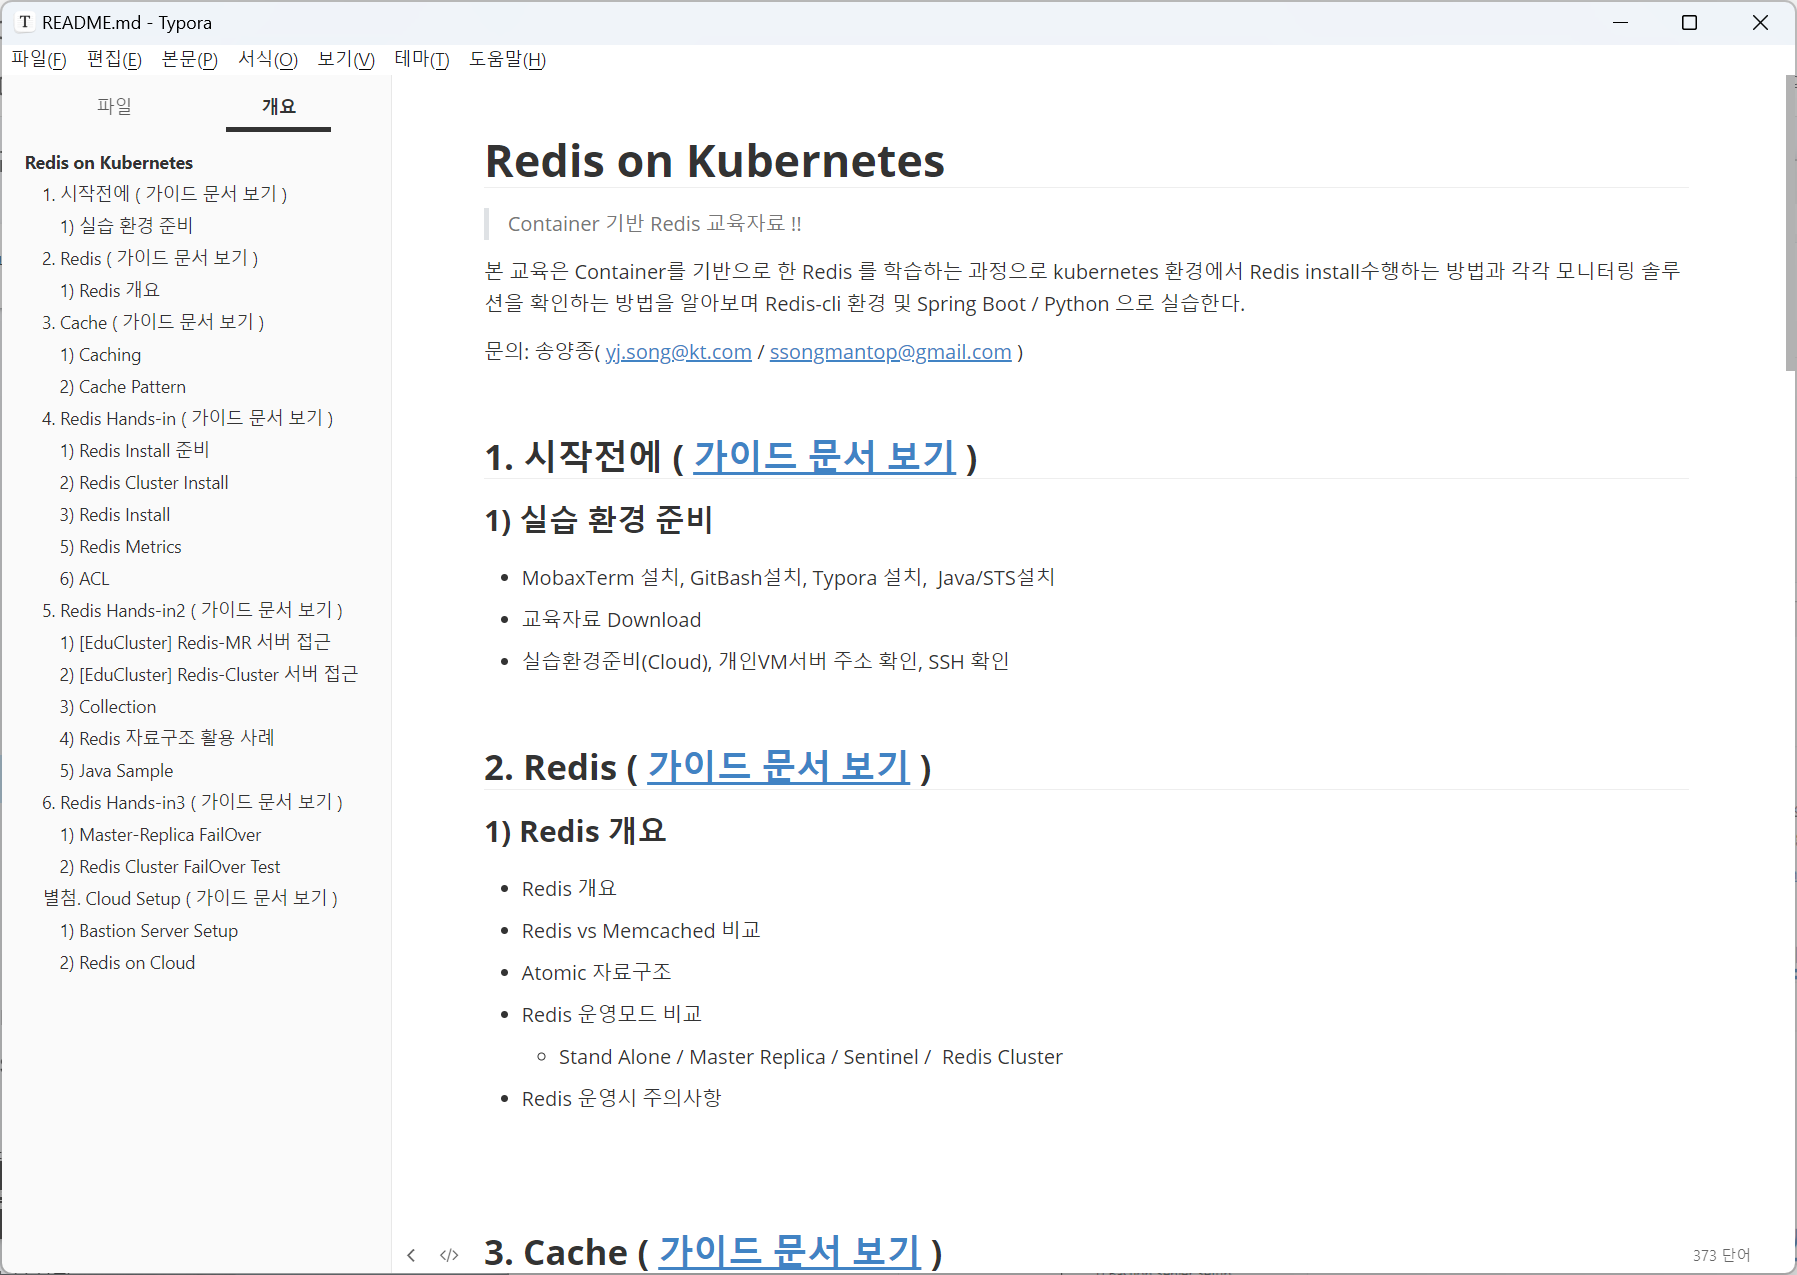 T README.md - Typora
파일(F) 편집(E) 본문(P) 서식(O) 보기(V) 테마(T) 도움말(H)
파일 개요
Redis on Kubernetes
1. 시작전에 ( 가이드 문서 보기 )
1) 실습 환경 준비
2. Redis ( 가이드 문서 보기 )
1) Redis 개요
3. Cache ( 가이드 문서 보기 )
1) Caching
2) Cache Pattern
4. Redis Hands-in ( 가이드 문서 보기 )
1) Redis Install 준비
2) Redis Cluster Install
3) Redis Install
5) Redis Metrics
6) ACL
5. Redis Hands-in2 ( 가이드 문서 보기 )
1) [EduCluster] Redis-MR 서버 접근
2) [EduCluster] Redis-Cluster 서버 접근
3) Collection
4) Redis 자료구조 활용 사례
5) Java Sample
6. Redis Hands-in3 ( 가이드 문서 보기 )
1) Master-Replica FailOver
2) Redis Cluster FailOver Test
별첨. Cloud Setup ( 가이드 문서 보기 )
1) Bastion Server Setup
2) Redis on Cloud
Redis on Kubernetes
Container 기반 Redis 교육자료 !!
본 교육은 Container를 기반으로 한 Redis 를 학습하는 과정으로 kubernetes 환경에서 Redis install수행하는 방법과 각각 모니터링 솔루
션을 확인하는 방법을 알아보며 Redis-cli 환경 및 Spring Boot / Python 으로 실습한다.
문의: 송양종( yj.song@kt.com / ssongmantop@gmail.com )
1. 시작전에 ( 가이드 문서 보기 )
1) 실습 환경 준비
• MobaxTerm 설치, GitBash설치, Typora 설치, Java/STS설치
• 교육자료 Download
• 실습환경준비(Cloud), 개인VM서버 주소 확인, SSH 확인
2. Redis ( 가이드 문서 보기 )
1) Redis 개요
• Redis 개요
• Redis vs Memcached 비교
• Atomic 자료구조
• Redis 운영모드 비교
◦ Stand Alone / Master Replica / Sentinel / Redis Cluster
• Redis 운영시 주의사항
3. Cache ( 가이드 문서 보기 )
373 단어